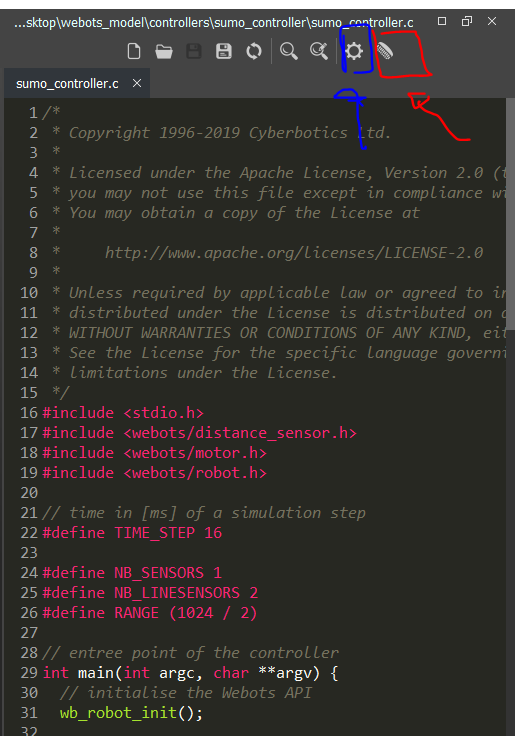 ...sktop\webots_model\controllers\sumo_controller\sumo_controller.c
sumo_controller.c
1 /*
2 * Copyright 1996-2019 Cyberbotics Ltd.
3 *
4 * Licensed under the Apache License, Version 2.0 (t
5 * you may not use this file except in compliance wi
6 * You may obtain a copy of the License at
7 *
8 * http://www.apache.org/licenses/LICENSE-2.0
9 *
10 * Unless required by applicable law or agreed to in
11 * distributed under the License is distributed on a
12 * WITHOUT WARRANTIES OR CONDITIONS OF ANY KIND, eit
13 * See the License for the specific language governi
14 * limitations under the License.
15 */
16 #include <stdio.h>
17 #include <webots/distance_sensor.h>
18 #include <webots/motor.h>
19 #include <webots/robot.h>
20
21 // time in [ms] of a simulation step
22 #define TIME_STEP 16
23
24 #define NB_SENSORS 1
25 #define NB_LINESENSORS 2
26 #define RANGE (1024 / 2)
27
28 // entree point of the controller
29 int main(int argc, char **argv) {
30 // initialise the Webots API
31 wb_robot_init();
32